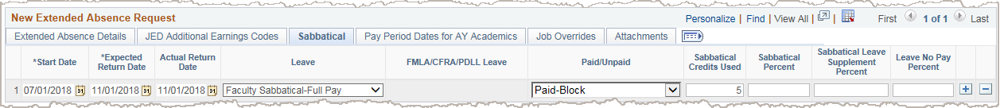 New Extended Absence Request
Personalize | Find | View All | | First 1 of 1 Last
Extended Absence Details JED Additional Earnings Codes Sabbatical Pay Period Dates for AY Academics Job Overrides Attachments
*Start Date *Expected Return Date Actual Return Date Leave FMLA/CFRA/PDLL Leave Paid/Unpaid Sabbatical Credits Used Sabbatical Percent Sabbatical Leave Supplement Percent Leave No Pay Percent
1 07/01/2018 31 11/01/2018 31 11/01/2018 31 Faculty Sabbatical-Full Pay Paid-Block 5